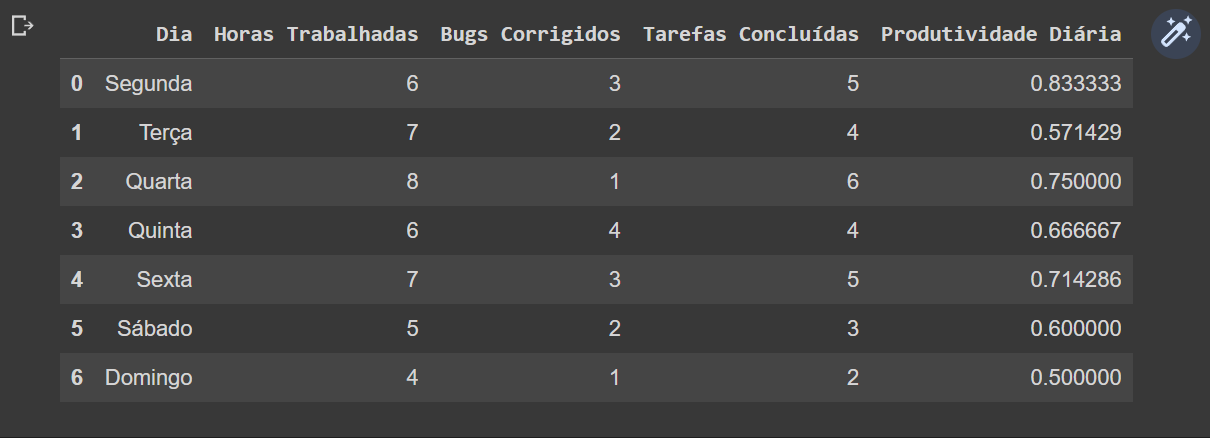 Dia Horas Trabalhadas Bugs Corrigidos Tarefas Concluídas Produtividade Diária
0 Segunda 6 3 5 0.833333
1 Terça 7 2 4 0.571429
2 Quarta 8 1 6 0.750000
3 Quinta 6 4 4 0.666667
4 Sexta 7 3 5 0.714286
5 Sábado 5 2 3 0.600000
6 Domingo 4 1 2 0.500000